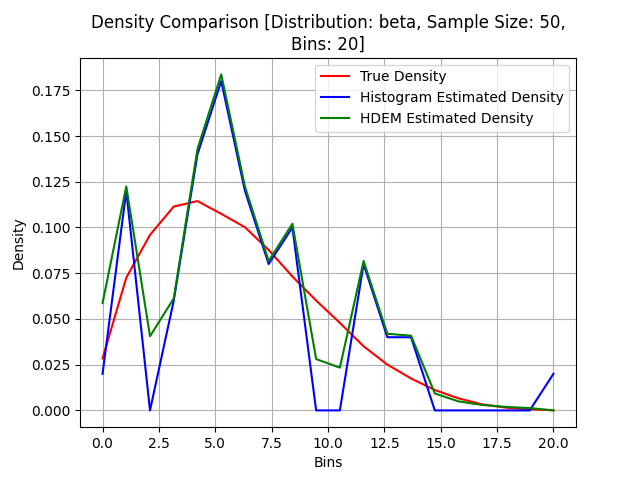 Density Comparison [Distribution: beta, Sample Size: 50,
Bins: 20]
True Density
Histogram Estimated Density
HDEM Estimated Density
Density
0.175
0.150
0.125
0.100
0.075
0.050
0.025
0.000
0.0 2.5 5.0 7.5 10.0 12.5 15.0 17.5 20.0
Bins